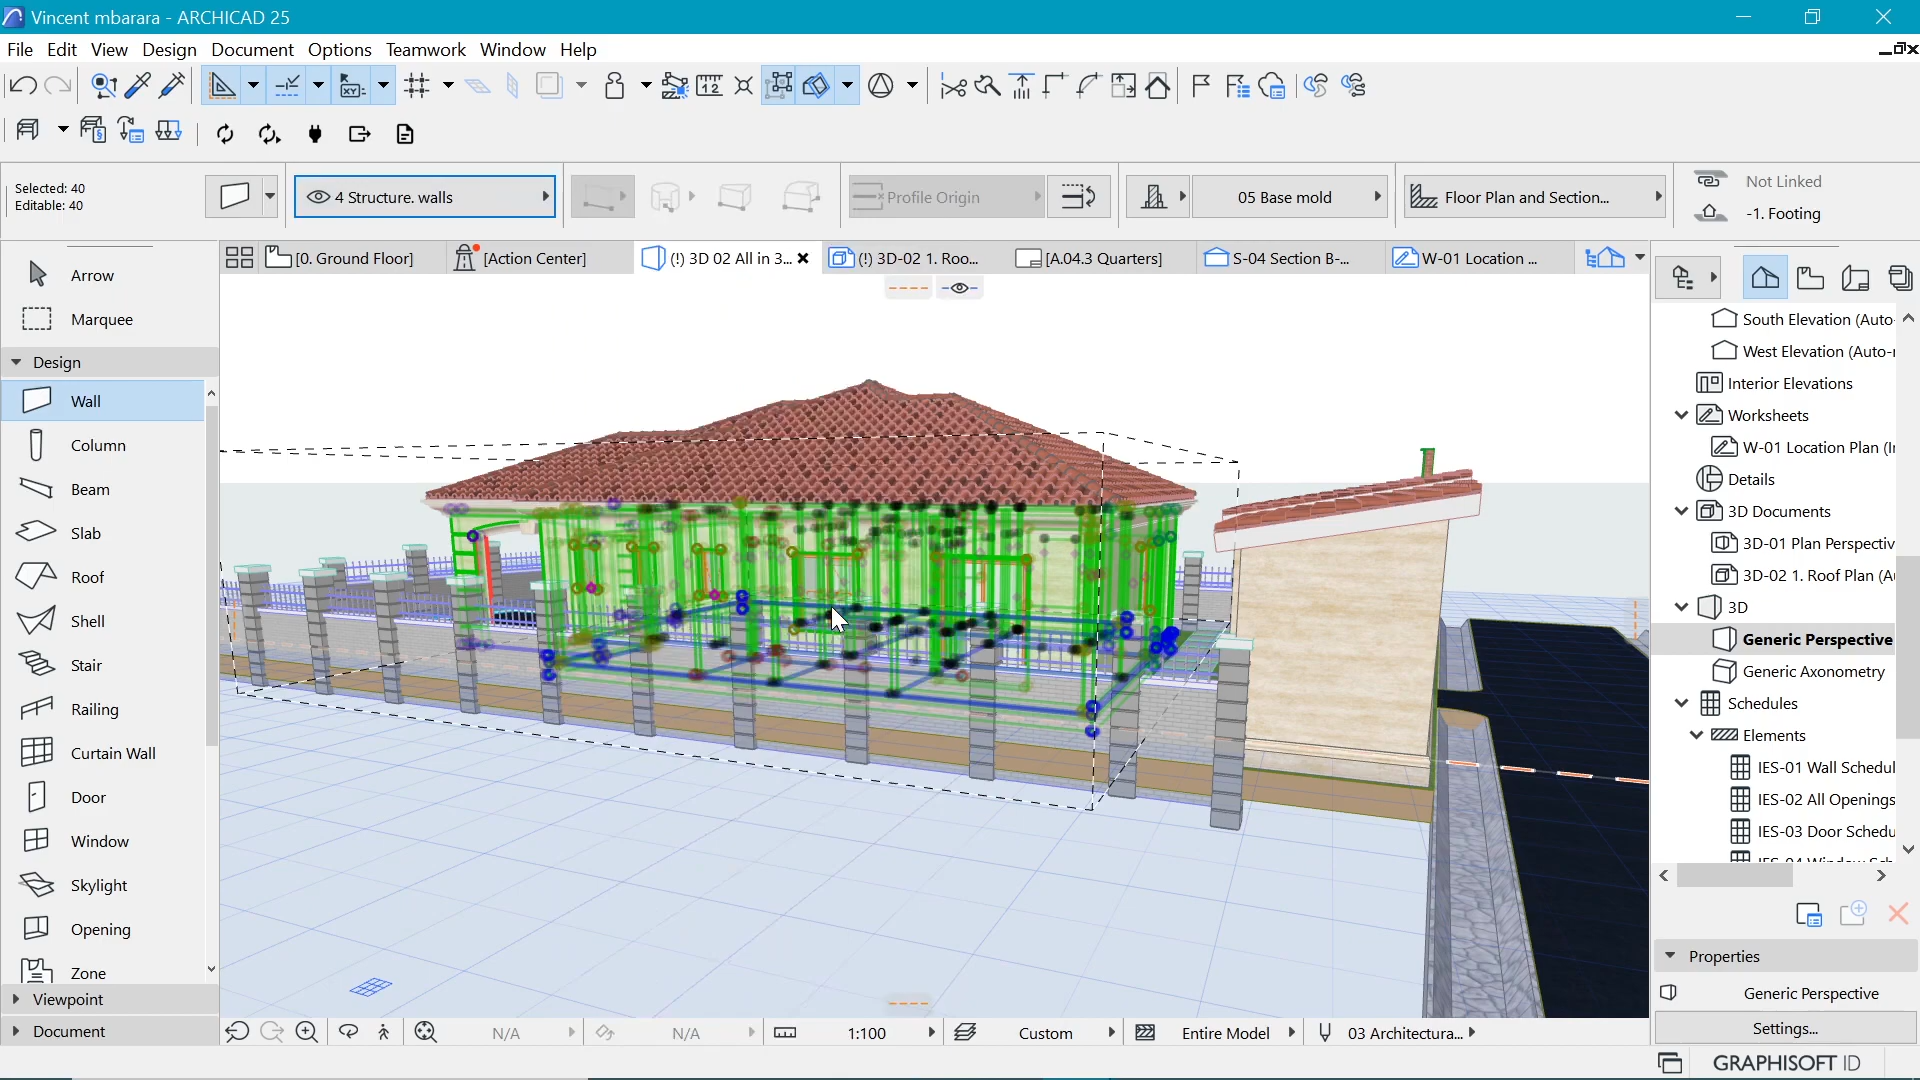 Vincent mbarara - ARCHICAD 25
File Edit View Design Document Options Teamwork Window Help
Selected: 40
Editable: 40
4 Structure. walls
Profile Origin
05 Base mold
Floor Plan and Section...
Not Linked
-1. Footing
[0. Ground Floor]
[Action Center]
(!) 3D 02 All in 3...
(!) 3D-02 1. Roo...
[A.04.3 Quarters]
S-04 Section B-...
W-01 Location ...
Arrow
Marquee
Design
Wall
Column
Beam
Slab
Roof
Shell
Stair
Railing
Curtain Wall
Door
Window
Skylight
Opening
Zone
Viewpoint
Document
South Elevation (Auto-
West Elevation (Auto-r
Interior Elevations
Worksheets
W-01 Location Plan (I
Details
3D Documents
3D-01 Plan Perspectiv
3D-02 1. Roof Plan (A
3D
Generic Perspective
Generic Axonometry
Schedules
Elements
IES-01 Wall Schedul
IES-02 All Openings
IES-03 Door Schedu
Properties
Generic Perspective
Settings...
N/A
N/A
1:100
Custom
Entire Model
03 Architectura...
GRAPHISOFT ID